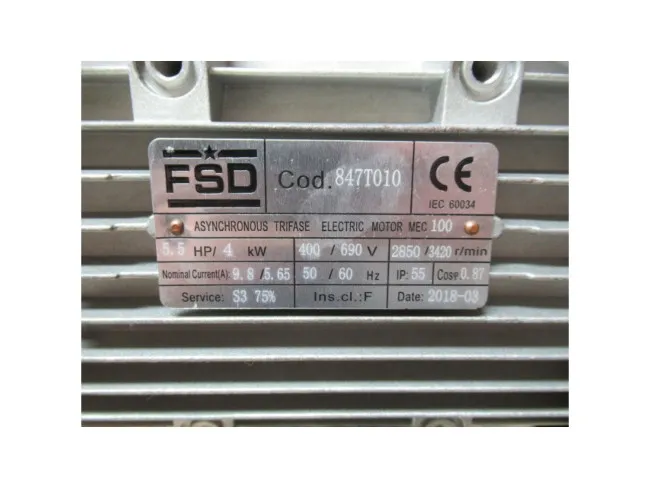 FSD
Cod. 847T010
CE
IEC 60034
ASYNCHRONOUS TRIFASE ELECTRIC MOTOR MEC 100
5.5 HP/ 4 kW 400 / 690 V 2850/3420 r/min
Nominal Current(A): 9.8 /5.65 50 / 60 Hz IP: 55 Cosφ 0.87
Service: S3 75% Ins.cl.:F Date: 2018-03